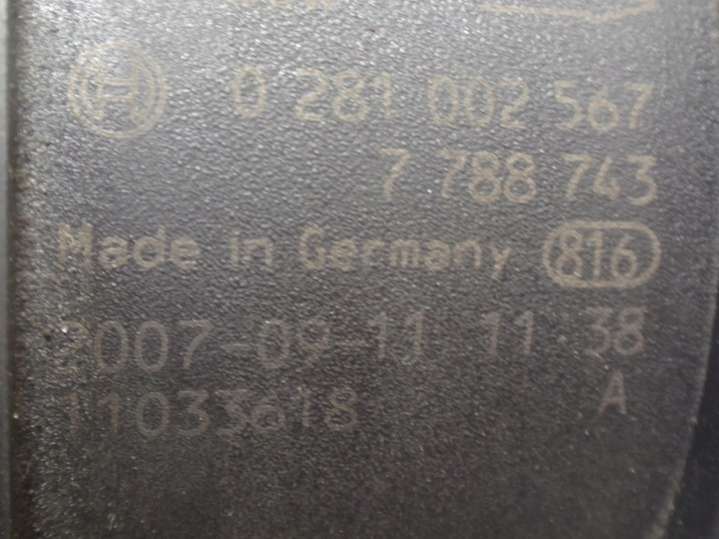 0 281 002 567
7 788 743
Made in Germany 816
2007-09-11 11 38
11033618 A